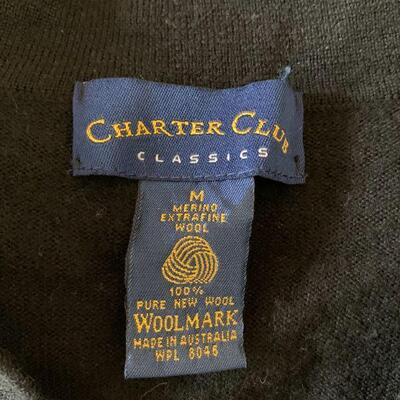 CHARTER CLUB
CLASSICS
M
MERINO
EXTRAFINE
WOOL
100%
PURE NEW WOOL
WOOLMARK
MADE IN AUSTRALIA
WPL 8046